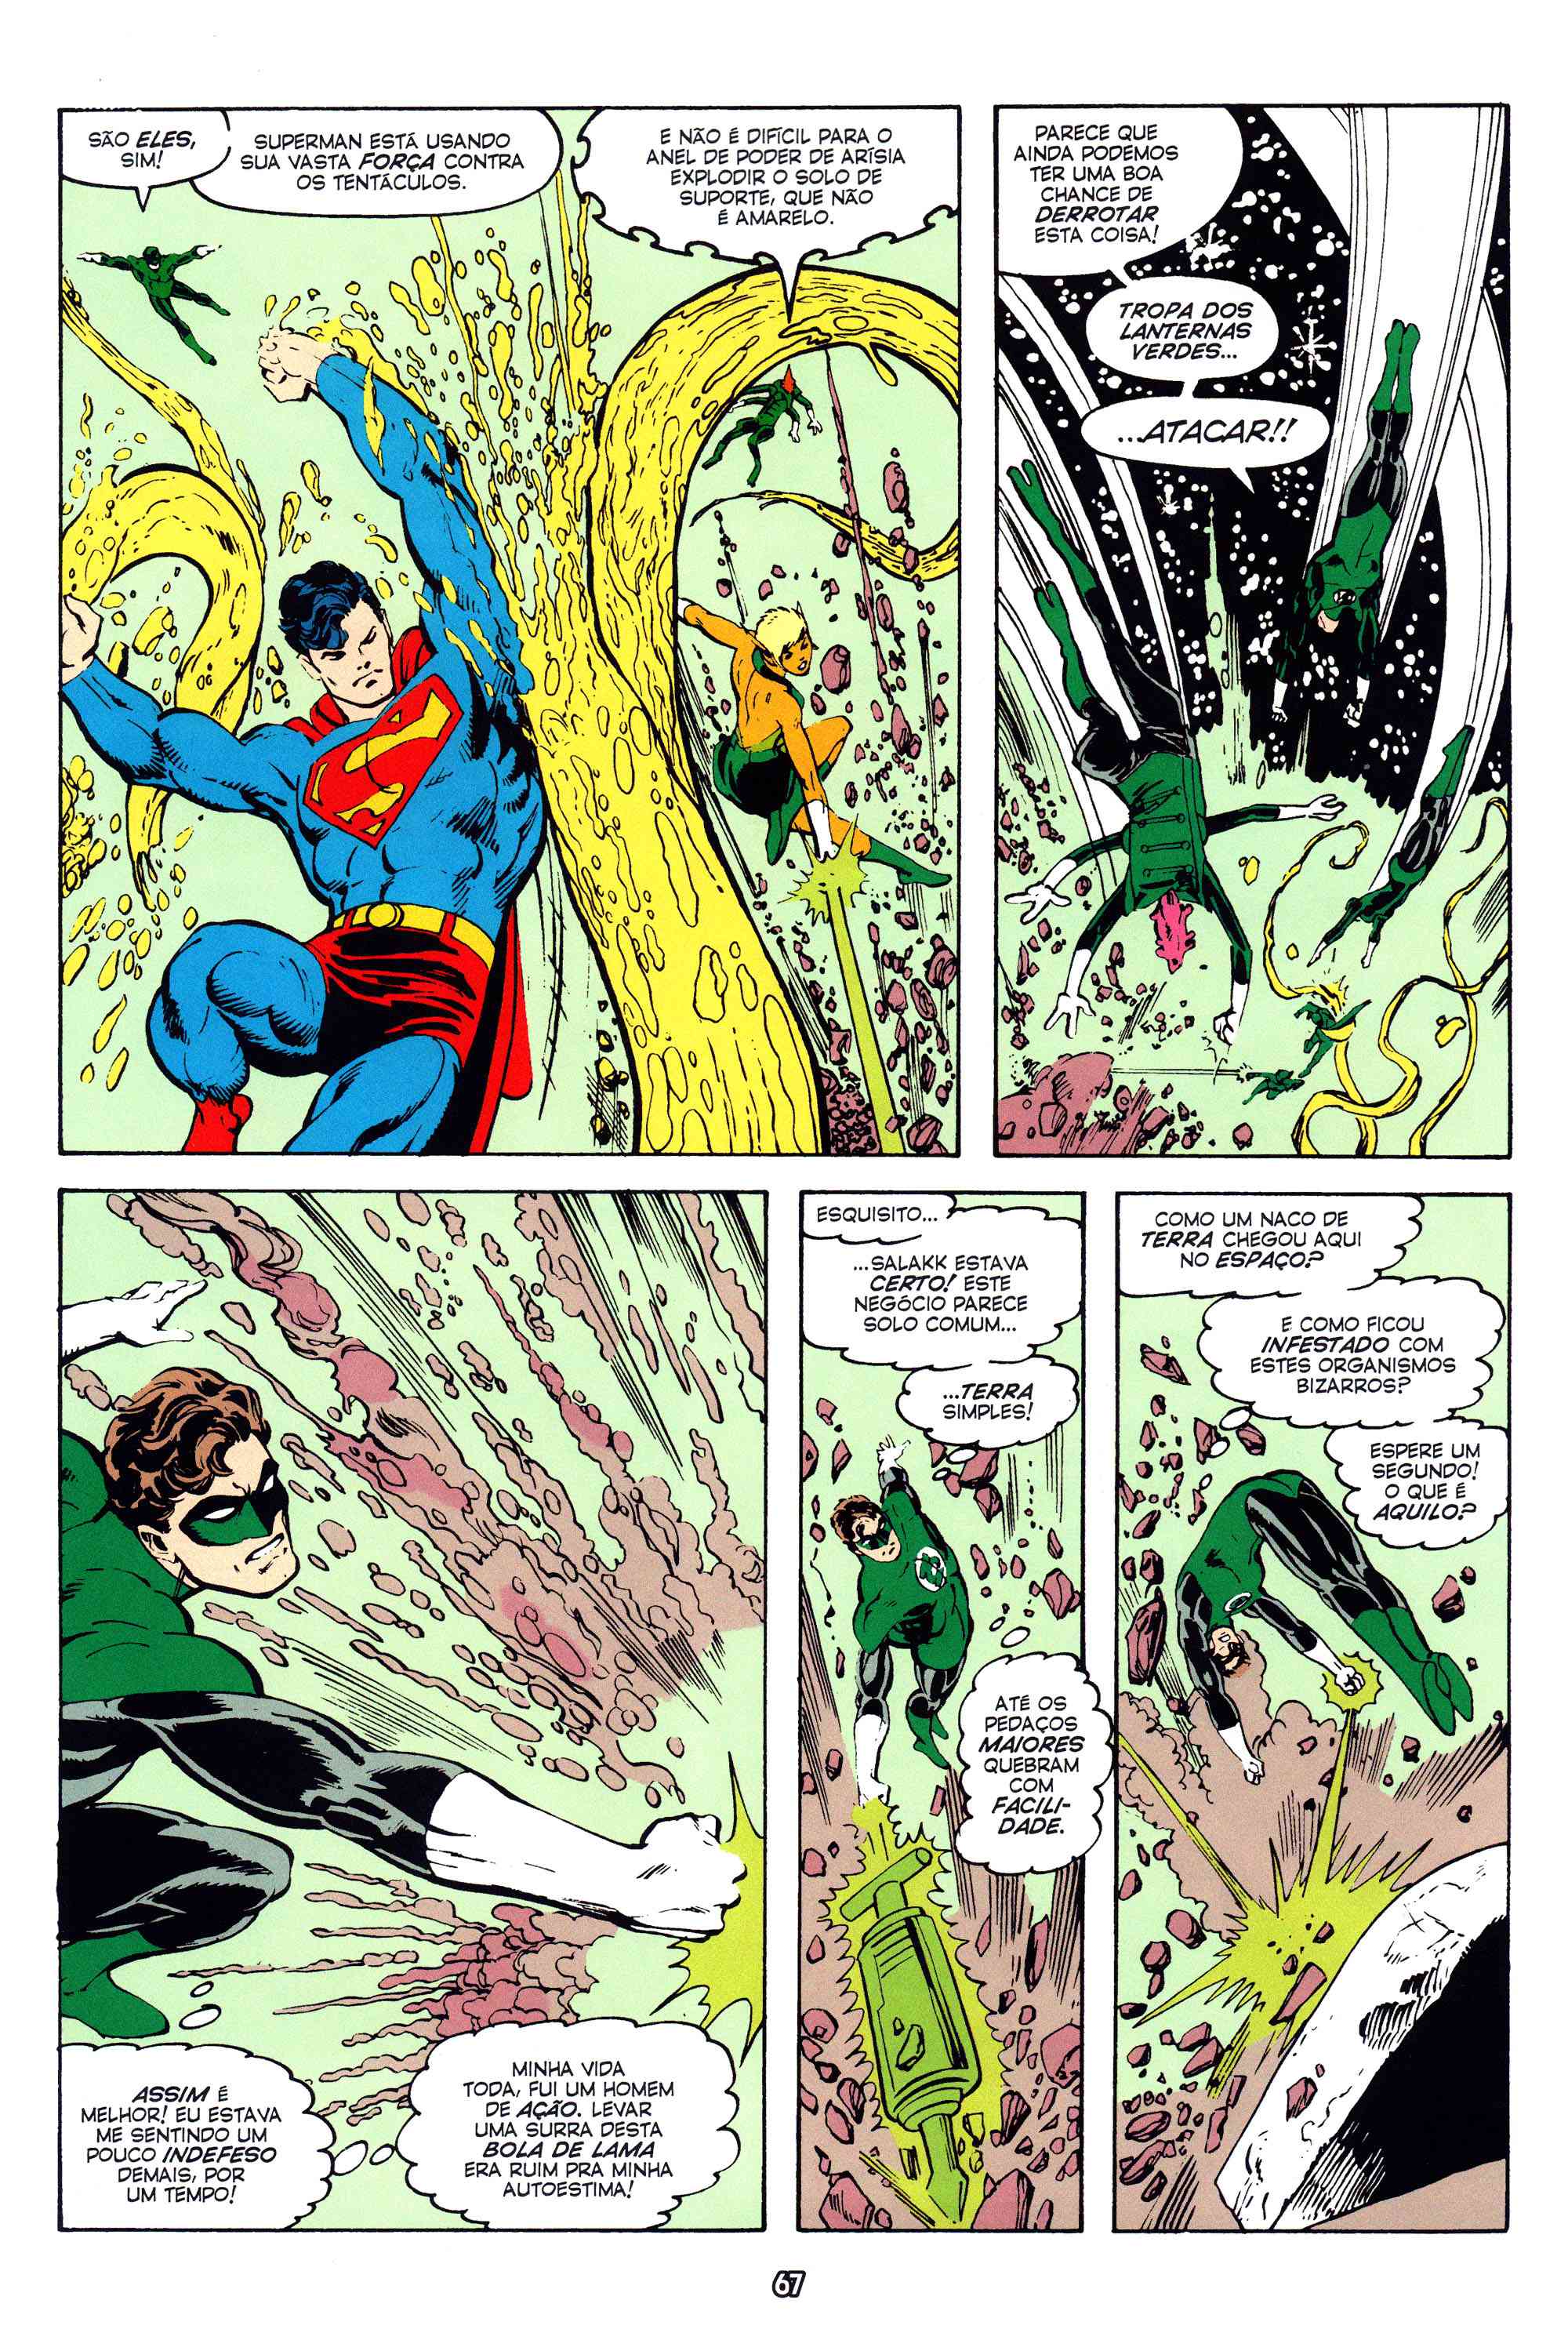 SÃO ELES,
SIM!
SUPERMAN ESTÁ USANDO
SUA VASTA FORÇA CONTRA
OS TENTÁCULOS.
E NÃO É DIFÍCIL PARA O
ANEL DE PODER DE ARÍSIA
EXPLODIR O SOLO DE
SUPORTE, QUE NÃO
É AMARELO.
PARECE QUE
AINDA PODEMOS
TER UMA BOA
CHANCE DE
DERROTAR
ESTA COISA!
TROPA DOS
LANTERNAS
VERDES...
...ATACAR!!
ASSIM É
MELHOR! EU ESTAVA
ME SENTINDO UM
POUCO INDEFESO
DEMAIS, POR
UM TEMPO!
MINHA VIDA
TODA, FUI UM HOMEM
DE AÇÃO. LEVAR
UMA SURRA DESTA
BOLA DE LAMA
ERA RUIM PRA MINHA
AUTOESTIMA!
ESQUISITO...
...SALAKK ESTAVA
CERTO! ESTE
NEGÓCIO PARECE
SOLO COMUM...
...TERRA
SIMPLES!
ATÉ OS
PEDAÇOS
MAIORES
QUEBRAM
COM
FACILI-
DADE.
COMO UM NACO DE
TERRA CHEGOU AQUI
NO ESPAÇO?
E COMO FICOU
INFESTADO COM
ESTES ORGANISMOS
BIZARROS?
ESPERE UM
SEGUNDO!
O QUE É
AQUILO?
67